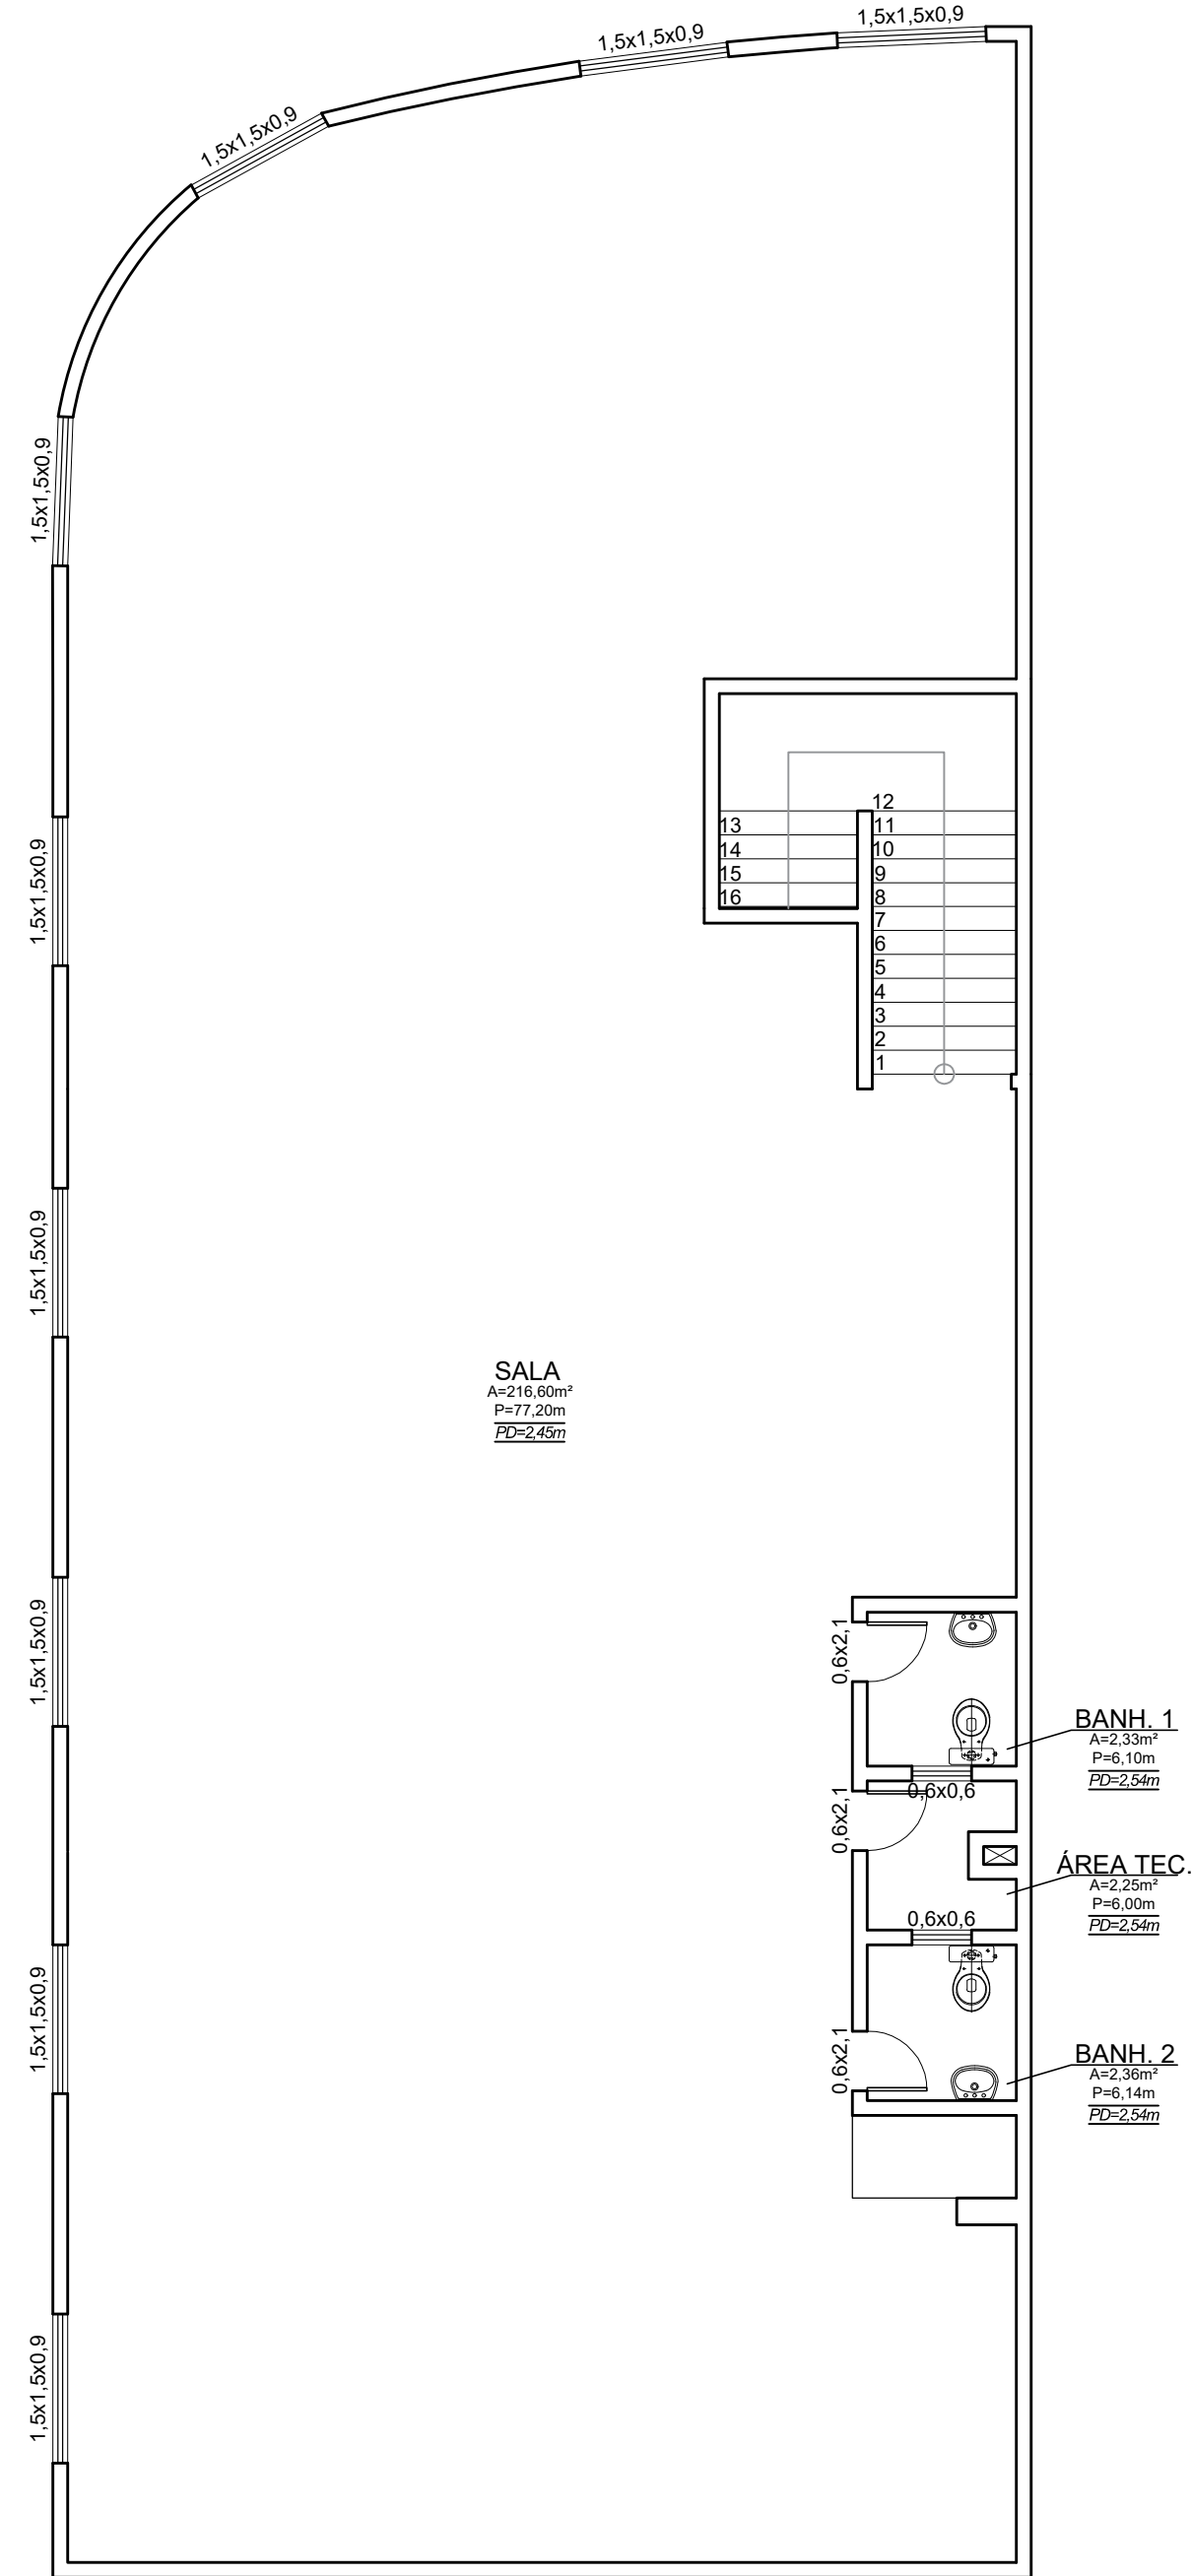 1,5x1,5x0,9
1,5x1,5x0,9
1,5x1,5x0,9
1,5x1,5x0,9
12
13
11
14
10
15
9
16
8
7
6
5
4
3
2
1
1,5x1,5x0,9
1,5x1,5x0,9
SALA
A=216,60m²
P=77,20m
PD=2,45m
1,5x1,5x0,9
0,6x2,1
BANH. 1
A=2,33m²
P=6,10m
PD=2,54m
0,6x0,6
0,6x2,1
ÁREA TEC.
A=2,25m²
P=6,00m
PD=2,54m
0,6x0,6
1,5x1,5x0,9
0,6x2,1
BANH. 2
A=2,36m²
P=6,14m
PD=2,54m
1,5x1,5x0,9